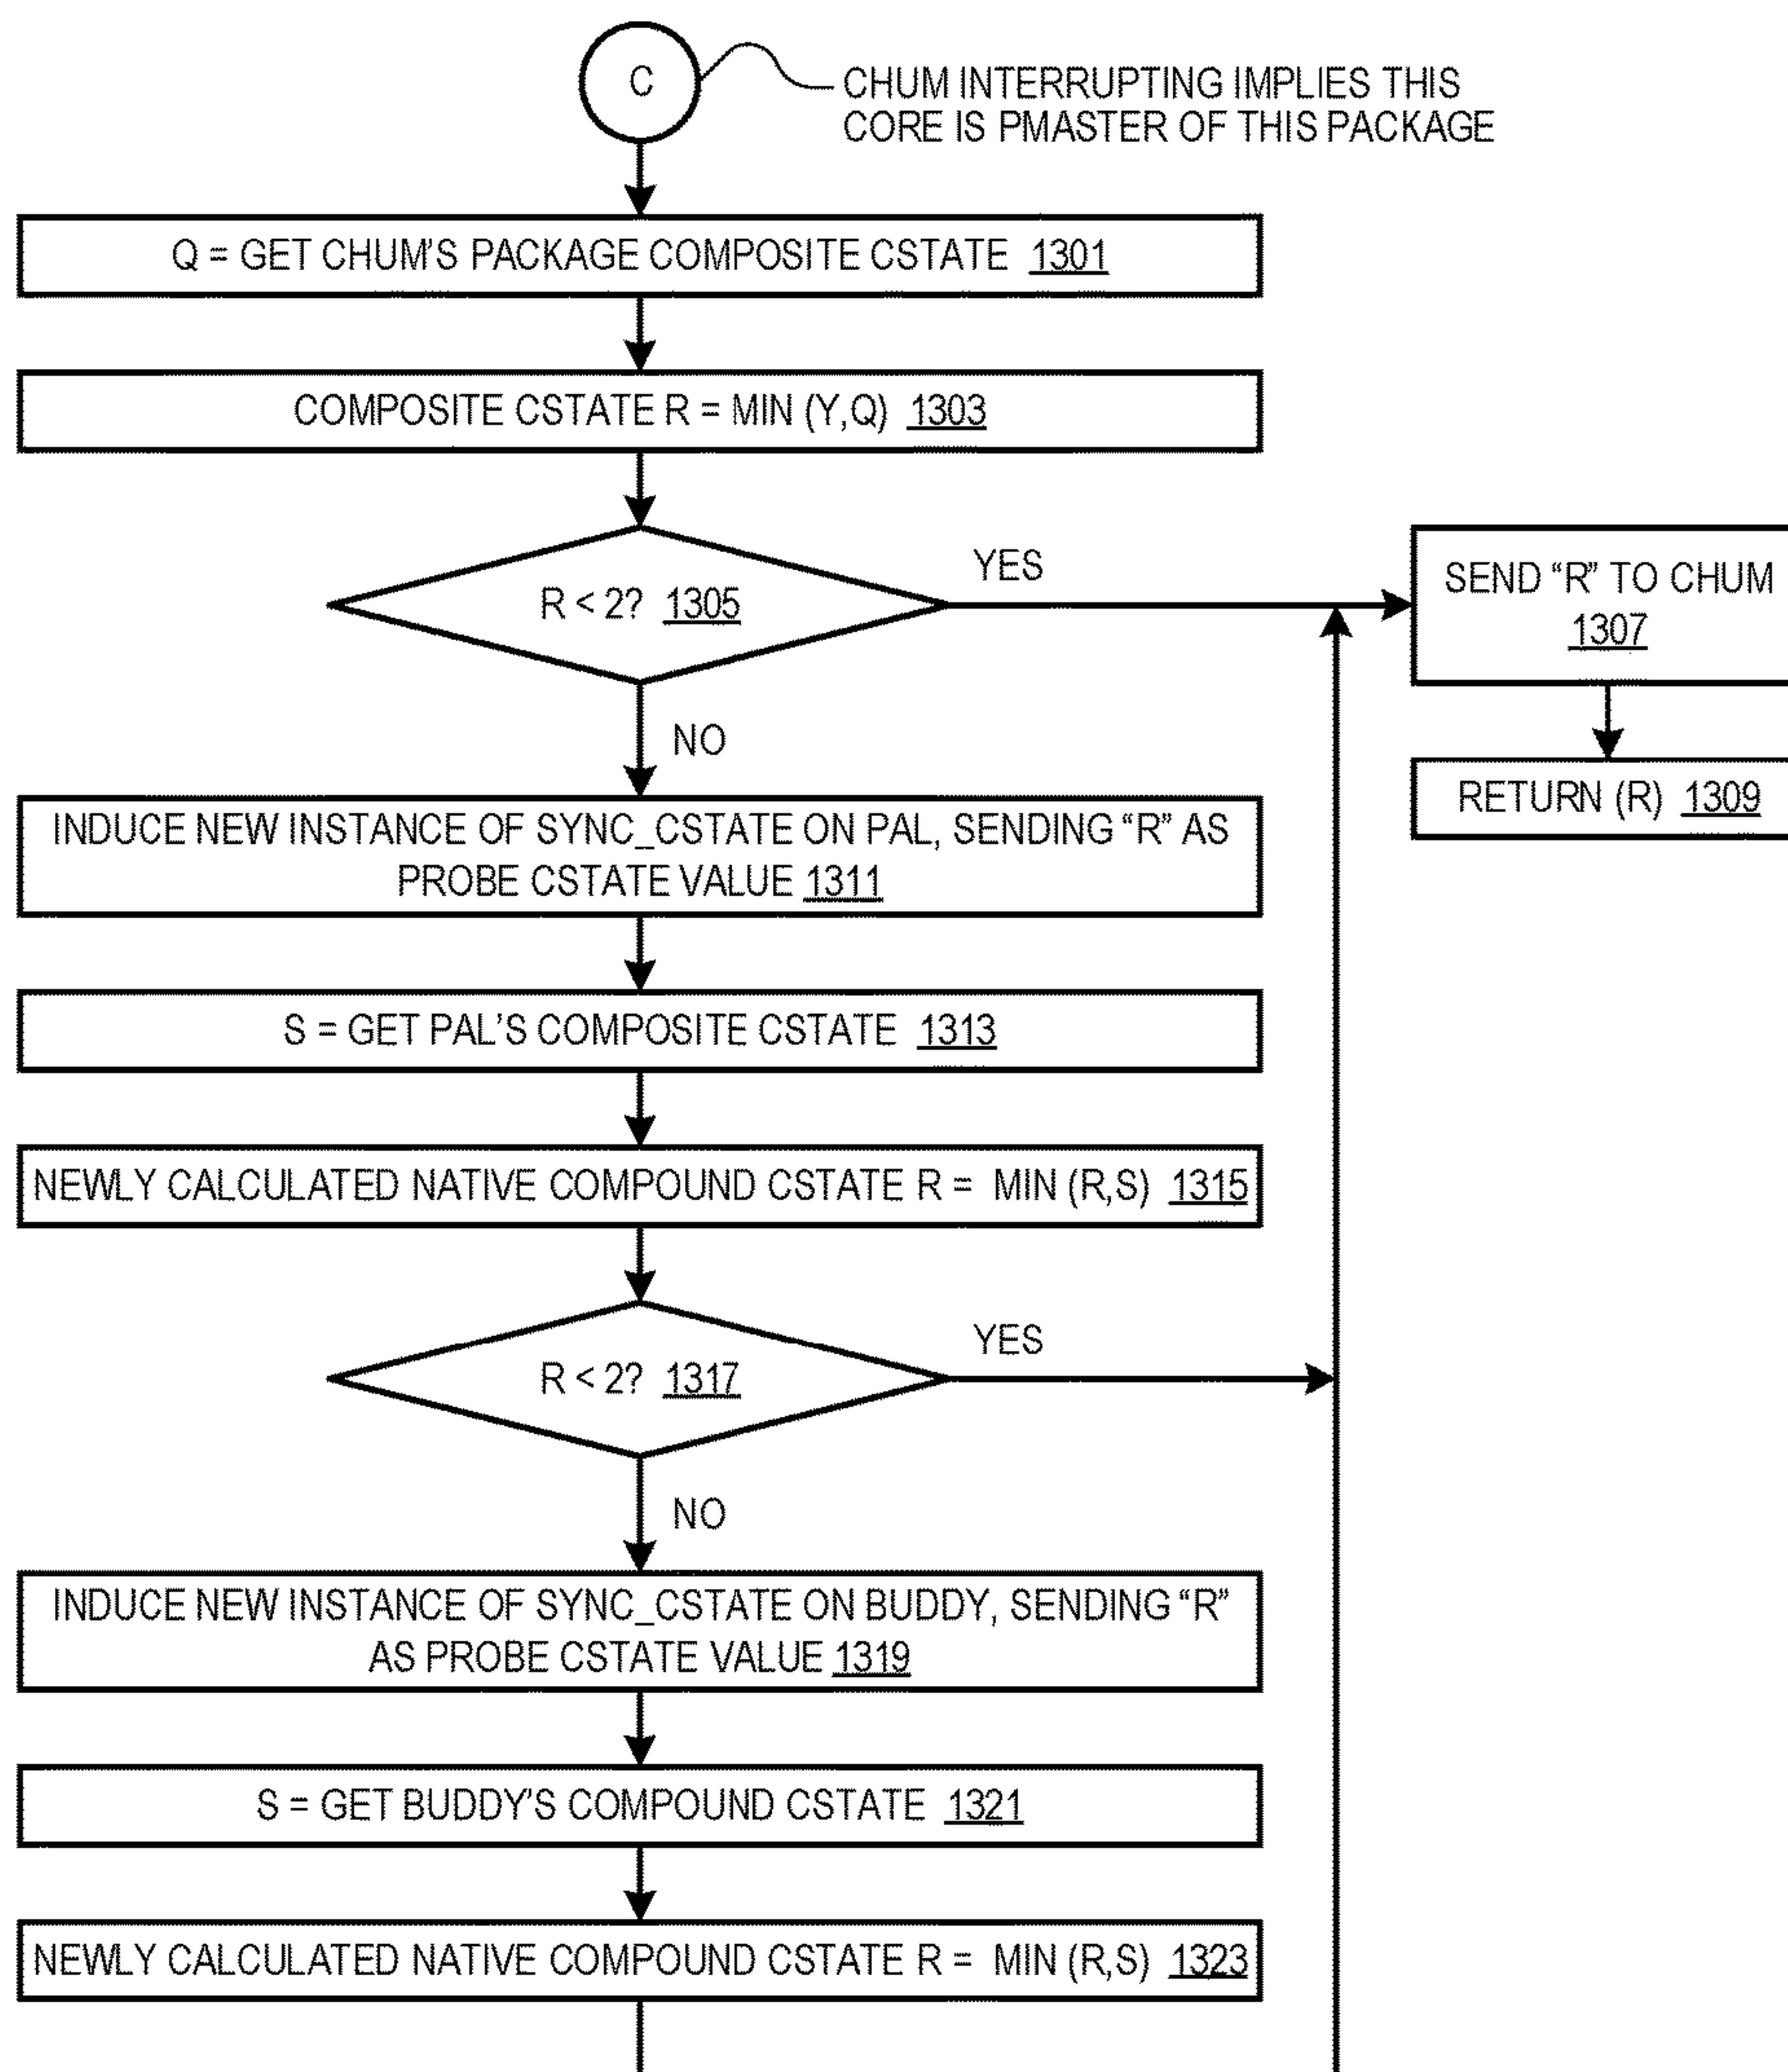 C
CHUM INTERRUPTING IMPLIES THIS
CORE IS PMASTER OF THIS PACKAGE
Q = GET CHUM'S PACKAGE COMPOSITE CSTATE 1301
COMPOSITE CSTATE R = MIN (Y,Q) 1303
R < 2? 1305
YES
SEND “R” TO CHUM
1307
RETURN (R) 1309
NO
INDUCE NEW INSTANCE OF SYNC_CSTATE ON PAL, SENDING “R” AS
PROBE CSTATE VALUE 1311
S = GET PAL'S COMPOSITE CSTATE 1313
NEWLY CALCULATED NATIVE COMPOUND CSTATE R = MIN (R,S) 1315
R < 2? 1317
YES
NO
INDUCE NEW INSTANCE OF SYNC_CSTATE ON BUDDY, SENDING “R”
AS PROBE CSTATE VALUE 1319
S = GET BUDDY'S COMPOUND CSTATE 1321
NEWLY CALCULATED NATIVE COMPOUND CSTATE R = MIN (R,S) 1323